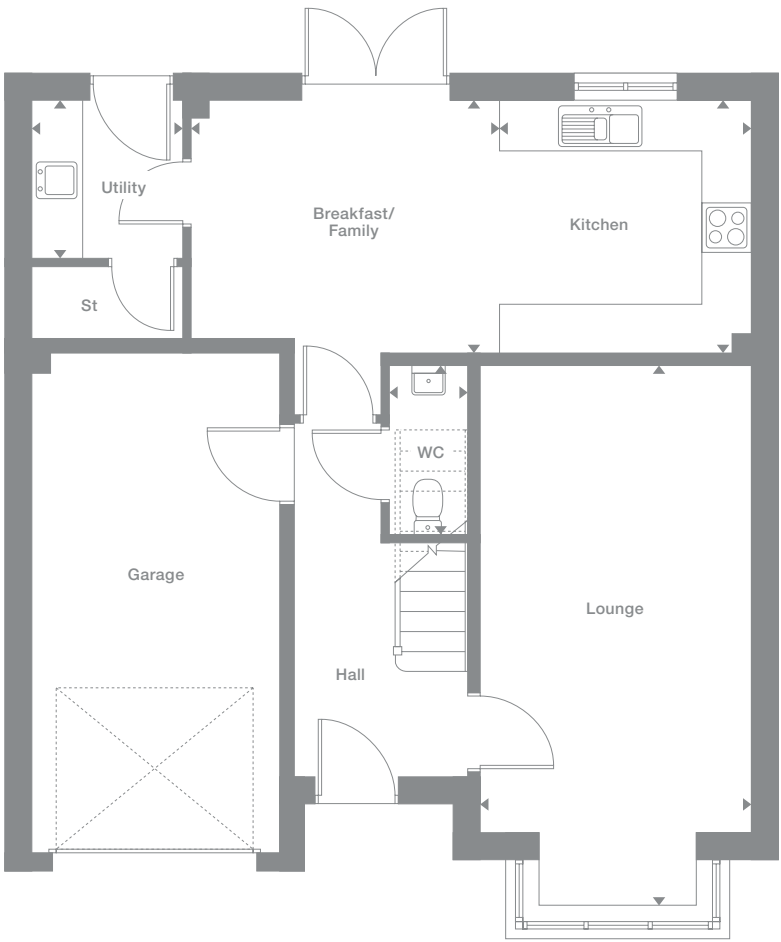 Utility
Breakfast/
Family
Kitchen
St
WC
Garage
Lounge
Hall